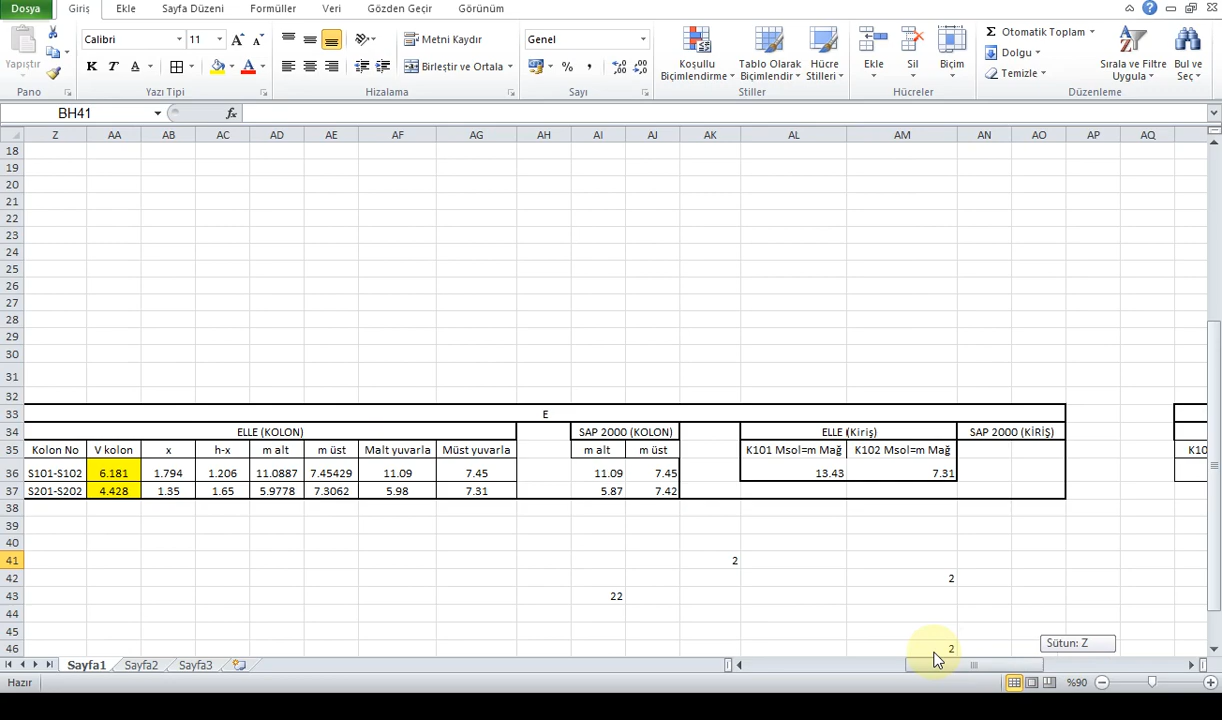 Dosya Giriş Ekle Sayfa Düzeni Formüller Veri Gözden Geçir Görünüm
Calibri 11 Metni Kaydır Genel Otomatik Toplam
Yapıştır K T A Birleştir ve Ortala % Koşullu Biçimlendirme Tablo Olarak Biçimlendir Hücre Stilleri Ekle Sil Biçim Dolgu Temizle Sırala ve Filtre Uygula Bul ve Seç
Pano Yazı Tipi Hizalama Sayı Stiller Hücreler Düzenleme
BH41 fx
Z AA AB AC AD AE AF AG AH AI AJ AK AL AM AN AO AP AQ
18
19
20
21
22
23
24
25
26
27
28
29
30
31
32
33 E
34 ELLE (KOLON) SAP 2000 (KOLON) ELLE (Kiriş) SAP 2000 (KİRİŞ)
35 Kolon No V kolon x h-x m alt m üst Malt yuvarla Müst yuvarla m alt m üst K101 Msol=m Mağ K102 Msol=m Mağ K10
36 S101-S102 6.181 1.794 1.206 11.0887 7.45429 11.09 7.45 11.09 7.45 13.43 7.31
37 S201-S202 4.428 1.35 1.65 5.9778 7.3062 5.98 7.31 5.87 7.42
38
39
40
41 2
42 2
43 22
44
45
46 2
Sütun: Z
Sayfa1 Sayfa2 Sayfa3
Hazır %90